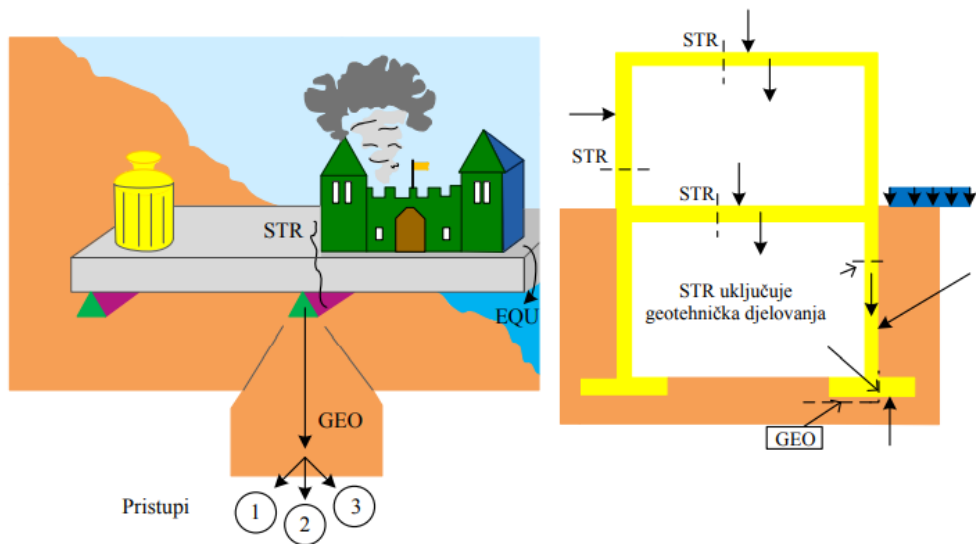 STR
EQU
GEO
Pristupi
1
2
3
STR
STR
STR
STR uključuje
geotehnička djelovanja
GEO